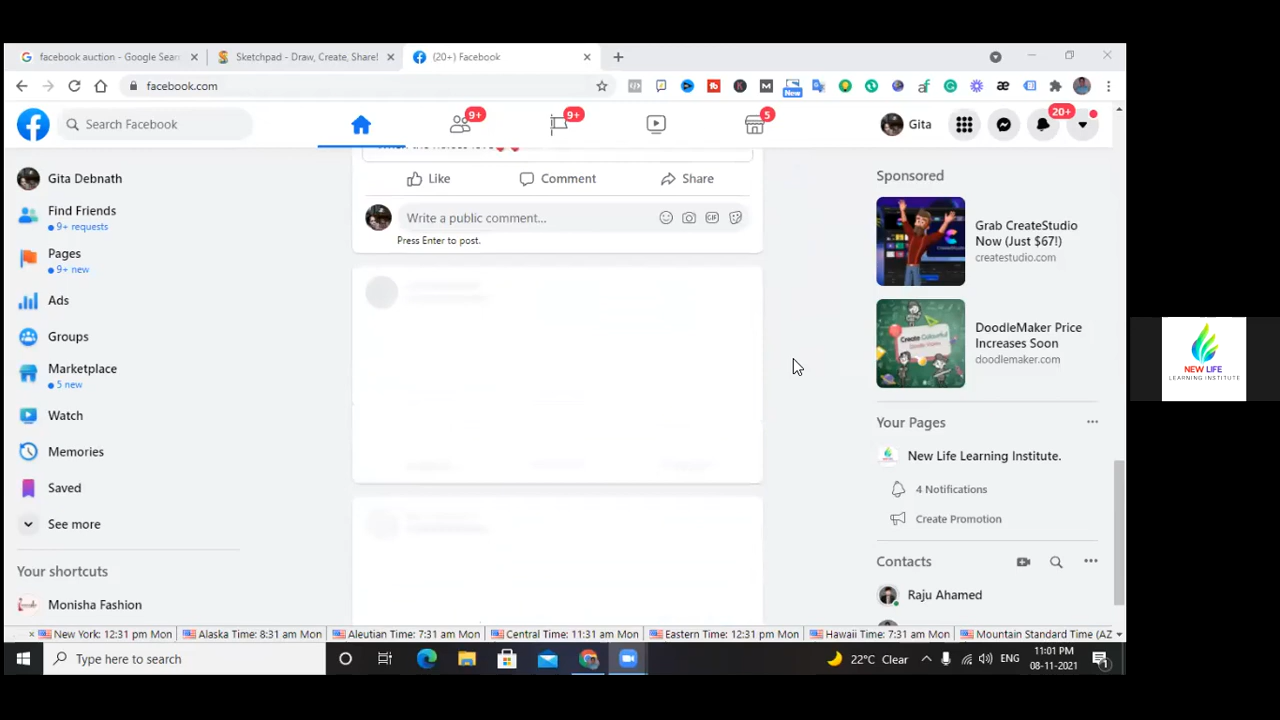 facebook auction - Google Sear
Sketchpad - Draw, Create, Share!
(20+) Facebook
facebook.com
New
Search Facebook
9+
9+
5
Gita
20+
Gita Debnath
Find Friends
9+ requests
Pages
9+ new
Ads
Groups
Marketplace
5 new
Watch
Memories
Saved
See more
Your shortcuts
Monisha Fashion
Like
Comment
Share
Write a public comment...
GIF
Press Enter to post.
Sponsored
Grab CreateStudio
Now (Just $67!)
createstudio.com
Create Colourful
Doodle Videos
DoodleMaker Price
Increases Soon
doodlemaker.com
Your Pages
New Life Learning Institute.
4 Notifications
Create Promotion
Contacts
Raju Ahamed
NEW LIFE
LEARNING INSTITUTE
New York: 12:31 pm Mon
Alaska Time: 8:31 am Mon
Aleutian Time: 7:31 am Mon
Central Time: 11:31 am Mon
Eastern Time: 12:31 pm Mon
Hawaii Time: 7:31 am Mon
Mountain Standard Time (AZ
Type here to search
22°C Clear
ENG
11:01 PM
08-11-2021
1